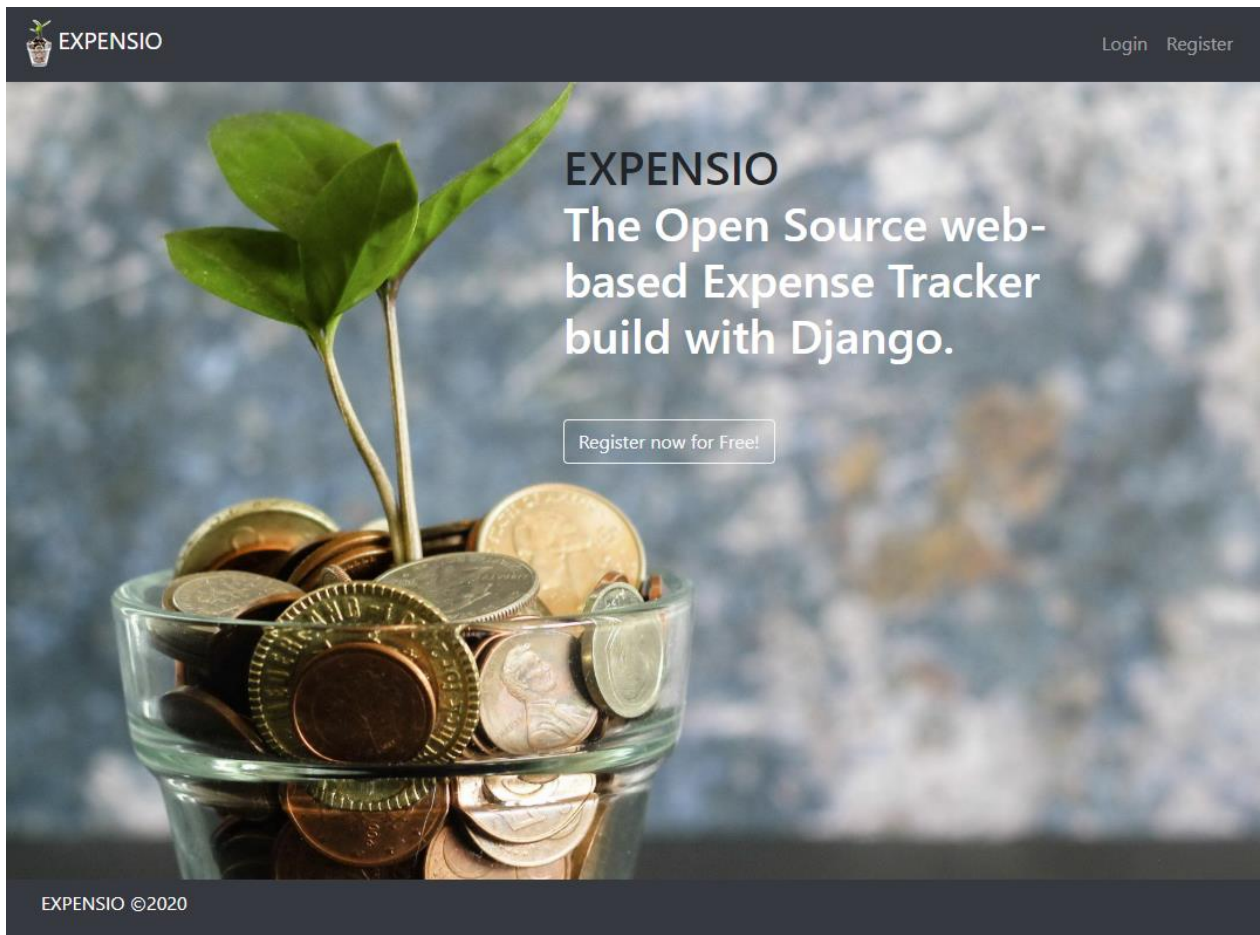 EXPENSIO
Login Register
EXPENSIO
The Open Source web-
based Expense Tracker
build with Django.
Register now for Free!
EXPENSIO ©2020